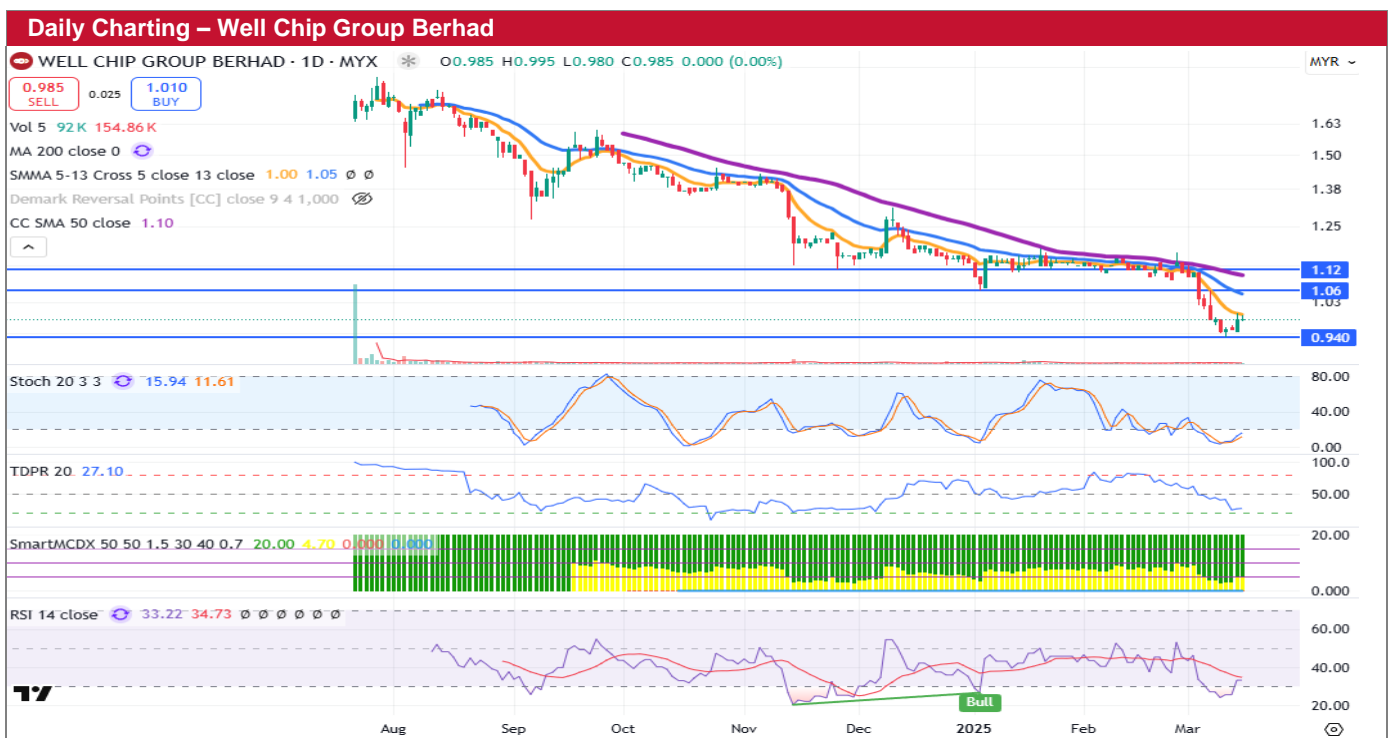 Daily Charting – Well Chip Group Berhad
WELL CHIP GROUP BERHAD · 1D · MYX O0.985 H0.995 L0.980 C0.985 0.000 (0.00%) MYR
0.985 0.025 1.010
SELL BUY
Vol 5 92K 154.86K
MA 200 close 0
SMMA 5-13 Cross 5 close 13 close 1.00 1.05 Ø Ø
Demark Reversal Points [CC] close 9 4 1,000
CC SMA 50 close 1.10
1.63
1.50
1.38
1.25
1.12
1.06
1.03
0.940
Stoch 20 3 3 15.94 11.61
80.00
40.00
0.00
TDPR 20 27.10
100.0
50.00
SmartMCDX 50 50 1.5 30 40 0.7 20.00 4.70 0.000 0.000
20.00
0.000
RSI 14 close 33.22 34.73 Ø Ø Ø Ø Ø Ø
60.00
40.00
20.00
Bull
Aug Sep Oct Nov Dec 2025 Feb Mar